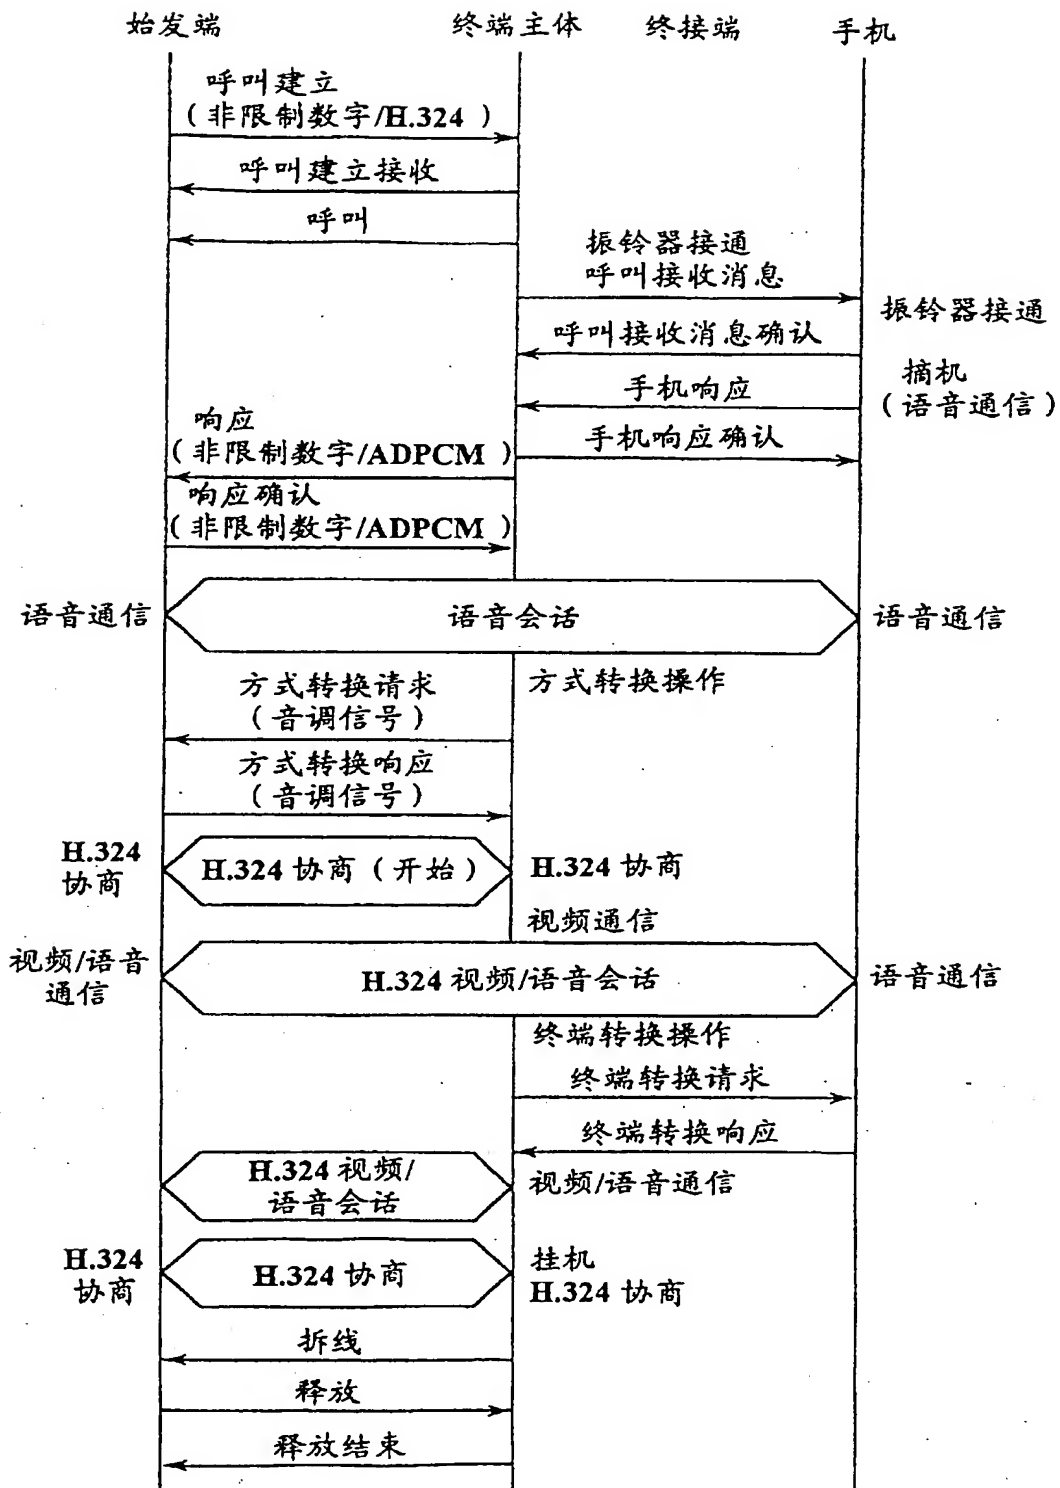 始发端 终端主体 终接端 手机
呼叫建立
(非限制数字/H.324)
呼叫建立接收
呼叫
振铃器接通
呼叫接收消息
振铃器接通
呼叫接收消息确认
摘机
(语音通信)
手机响应
响应
(非限制数字/ADPCM)
手机响应确认
响应确认
(非限制数字/ADPCM)
语音通信 语音会话 语音通信
方式转换请求
(音调信号)
方式转换操作
方式转换响应
(音调信号)
H.324
协商
H.324 协商(开始)
H.324 协商
视频通信
视频/语音
通信
H.324 视频/语音会话
语音通信
终端转换操作
终端转换请求
终端转换响应
H.324 视频/
语音会话
视频/语音通信
H.324
协商
H.324 协商
挂机
H.324 协商
拆线
释放
释放结束